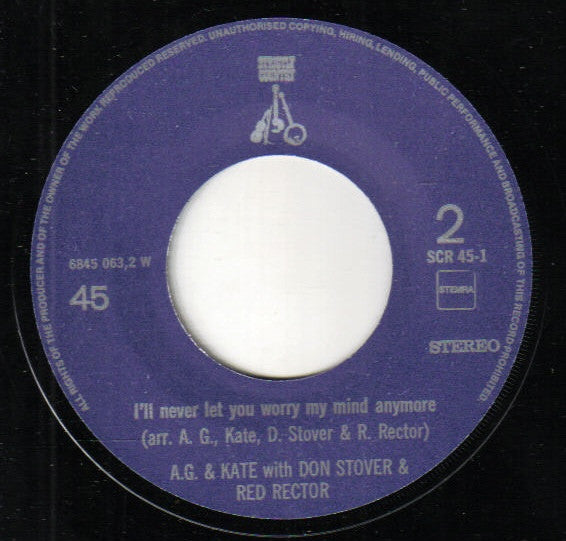 ALL RIGHTS OF THE PRODUCER AND OF THE OWNER OF THE WORK REPRODUCED RESERVED. UNAUTHORISED COPYING, HIRING, LENDING, PUBLIC PERFORMANCE AND BROADCASTING OF THIS RECORD PROHIBITED.
COUNTRY
6845 063,2 W
45
2
SCR 45-1
STEMRA
STEREO
I'll never let you worry my mind anymore
(arr. A. G., Kate, D. Stover & R. Rector)
A.G. & KATE with DON STOVER &
RED RECTOR